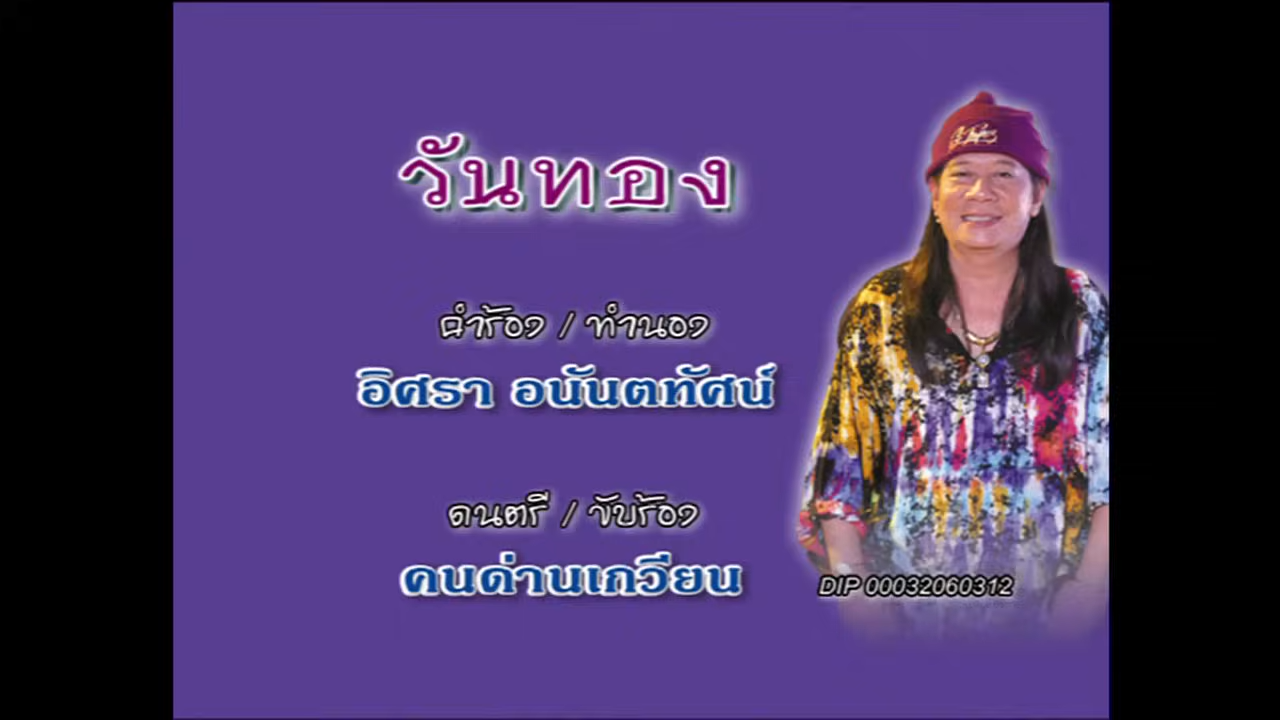 วันทอง
คำร้อง / ทำนอง
อิศรา อนันตทัศน์
ดนตรี / ขับร้อง
คนด่านเกวียน
DIP 00032060312